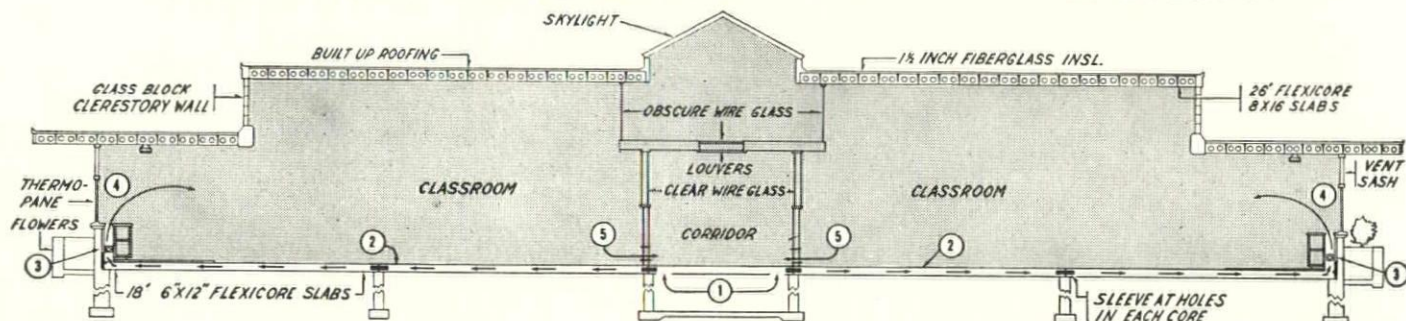 SKYLIGHT
BUILT UP ROOFING
1½ INCH FIBERGLASS INSL.
GLASS BLOCK
CLERESTORY WALL
OBSCURE WIRE GLASS
26' FLEXICORE
8X16 SLABS
LOUVERS
THERMO-
PANE
4
CLASSROOM
CLEAR WIRE GLASS
CLASSROOM
4
VENT
SASH
FLOWERS
5
CORRIDOR
5
3
2
2
3
18' 6"X12" FLEXICORE SLABS
1
SLEEVE AT HOLES
IN EACH CORE